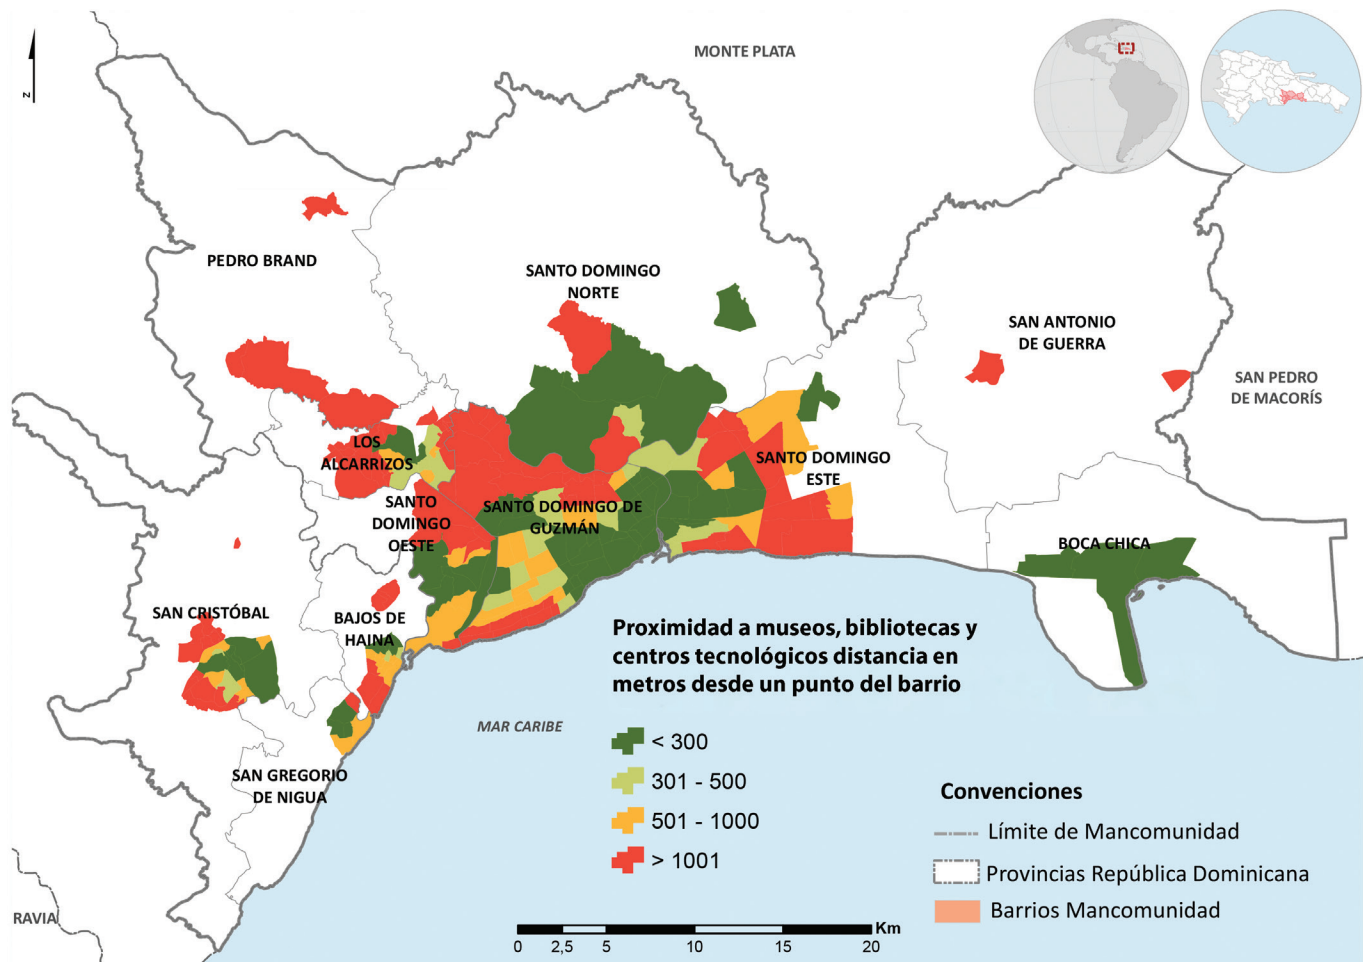 MONTE PLATA
z
PEDRO BRAND
SANTO DOMINGO
NORTE
SAN ANTONIO
DE GUERRA
SAN PEDRO
DE MACORÍS
LOS
ALCARRIZOS
SANTO DOMINGO
ESTE
SANTO
DOMINGO
OESTE
SANTO DOMINGO DE
GUZMÁN
BOCA CHICA
SAN CRISTÓBAL
BAJOS DE
HAINA
SAN GREGORIO
DE NIGUA
MAR CARIBE
RAVIA
Proximidad a museos, bibliotecas y
centros tecnológicos distancia en
metros desde un punto del barrio
< 300
301 - 500
501 - 1000
> 1001
Convenciones
Límite de Mancomunidad
Provincias República Dominicana
Barrios Mancomunidad
Km
0 2,5 5 10 15 20